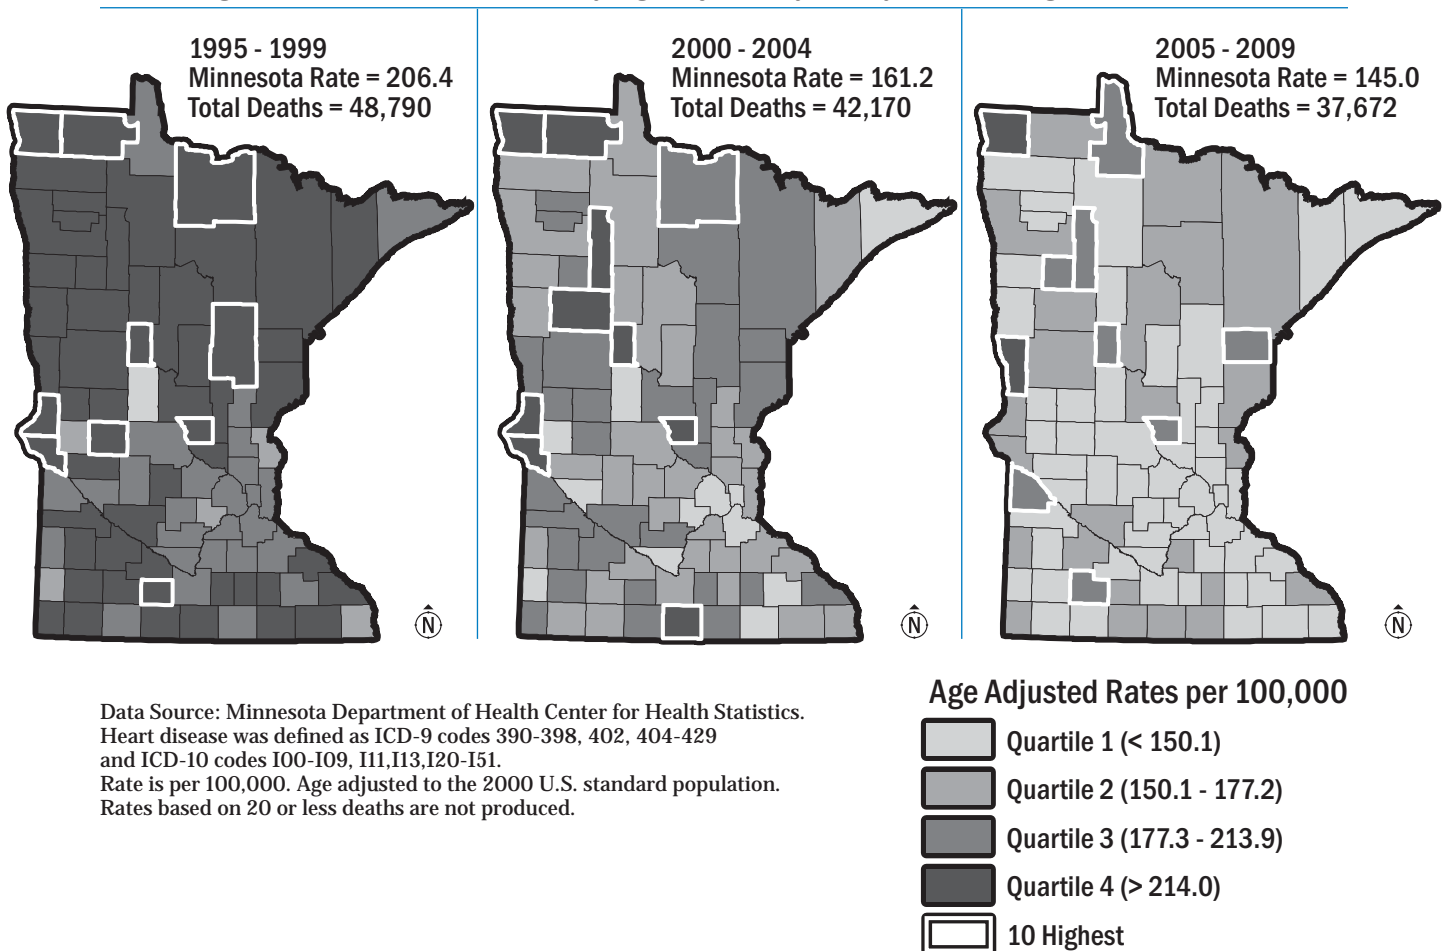 1995 - 1999
Minnesota Rate = 206.4
Total Deaths = 48,790
2000 - 2004
Minnesota Rate = 161.2
Total Deaths = 42,170
2005 - 2009
Minnesota Rate = 145.0
Total Deaths = 37,672
N
N
N
Data Source: Minnesota Department of Health Center for Health Statistics.
Heart disease was defined as ICD-9 codes 390-398, 402, 404-429
and ICD-10 codes I00-I09, I11,I13,I20-I51.
Rate is per 100,000. Age adjusted to the 2000 U.S. standard population.
Rates based on 20 or less deaths are not produced.
Age Adjusted Rates per 100,000
Quartile 1 (< 150.1)
Quartile 2 (150.1 - 177.2)
Quartile 3 (177.3 - 213.9)
Quartile 4 (> 214.0)
10 Highest